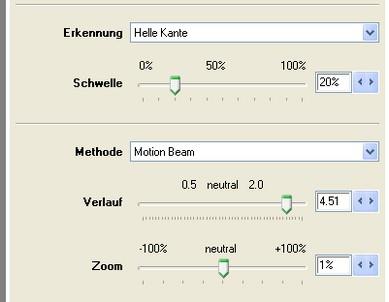 Erkennung Helle Kante
0% 50% 100%
Schwelle 20%
Methode Motion Beam
0.5 neutral 2.0
Verlauf 4.51
-100% neutral +100%
Zoom 1%